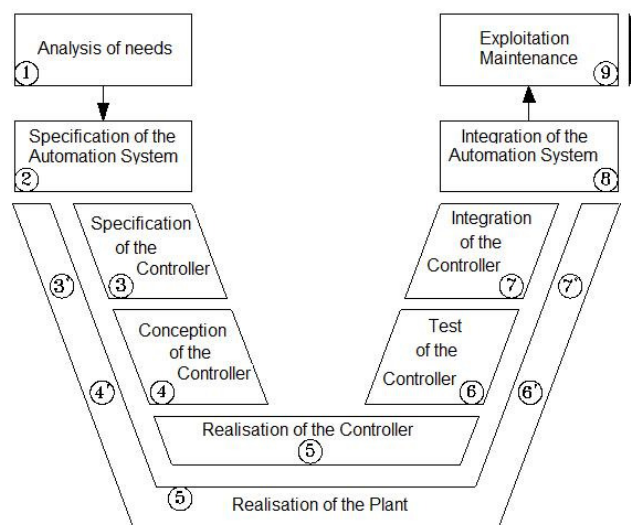 Analysis of needs
1
Specification of the
Automation System
2
Specification
of the
Controller
3
Conception
of the
Controller
4
Realisation of the Controller
5
Test
of the
Controller
6
Integration
of the
Controller
7
Integration of the
Automation System
8
Exploitation
Maintenance
9
3'
4'
5
Realisation of the Plant
6'
7'